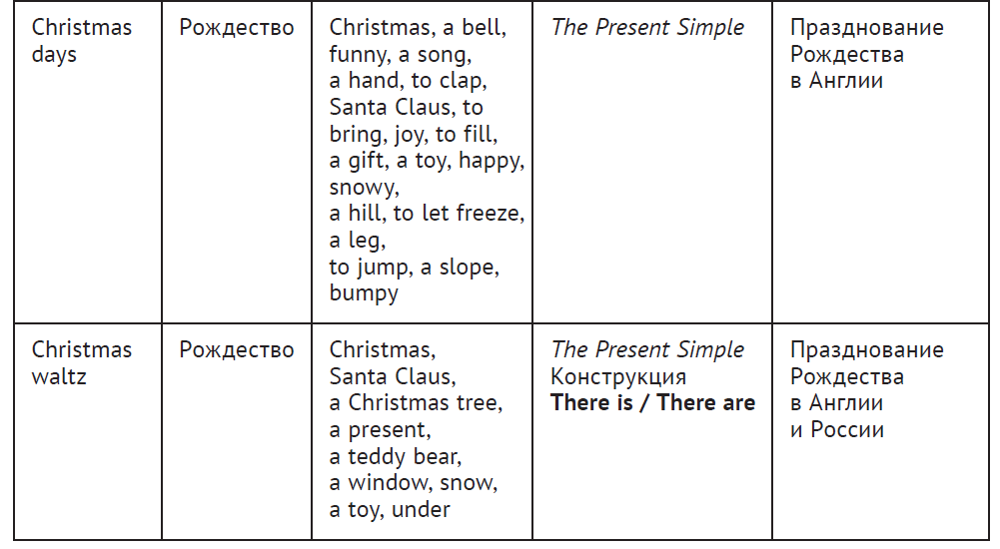 Christmas
days
Рождество
Christmas, a bell,
funny, a song,
a hand, to clap,
Santa Claus, to
bring, joy, to fill,
a gift, a toy, happy,
snowy,
a hill, to let freeze,
a leg,
to jump, a slope,
bumpy
The Present Simple
Празднование
Рождества
в Англии
Christmas
waltz
Рождество
Christmas,
Santa Claus,
a Christmas tree,
a present,
a teddy bear,
a window, snow,
a toy, under
The Present Simple
Конструкция
There is / There are
Празднование
Рождества
в Англии
и России